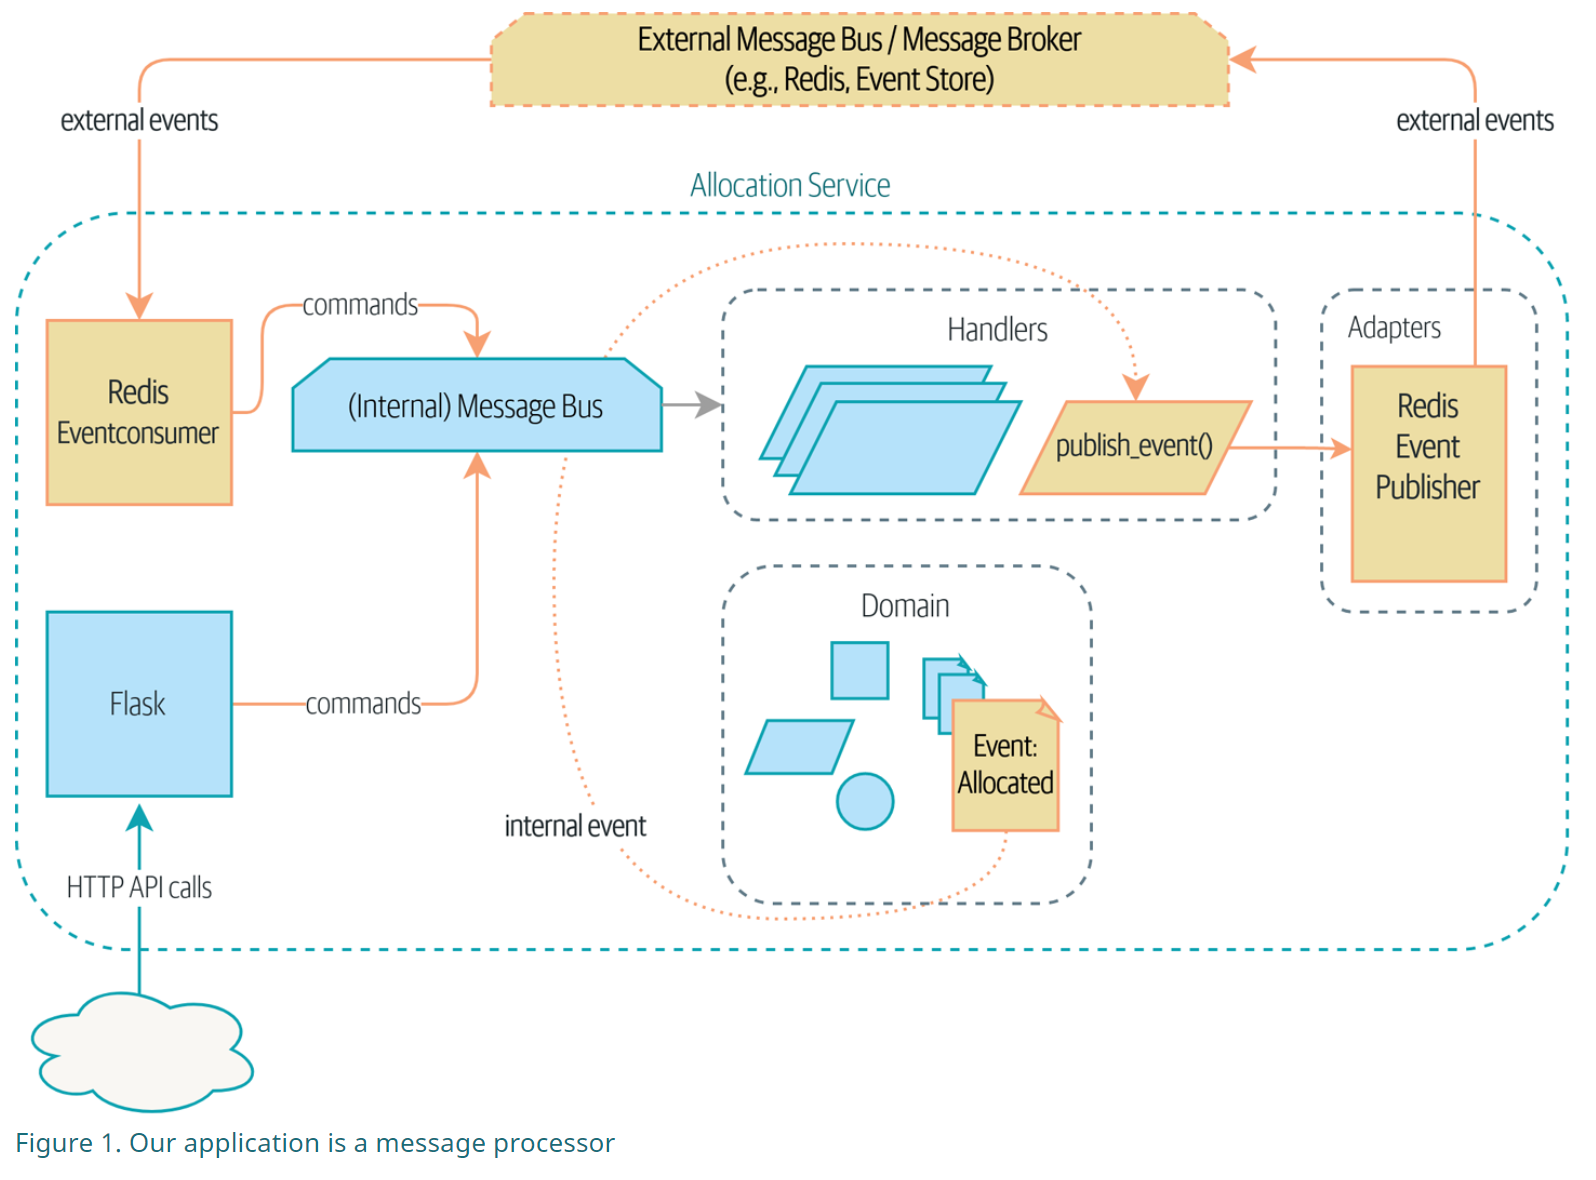 External Message Bus / Message Broker
(e.g., Redis, Event Store)
external events
external events
Allocation Service
commands
Handlers
Adapters
Redis
Eventconsumer
(Internal) Message Bus
publish_event()
Redis
Event
Publisher
Domain
Flask
commands
Event:
Allocated
internal event
HTTP API calls
Figure 1. Our application is a message processor